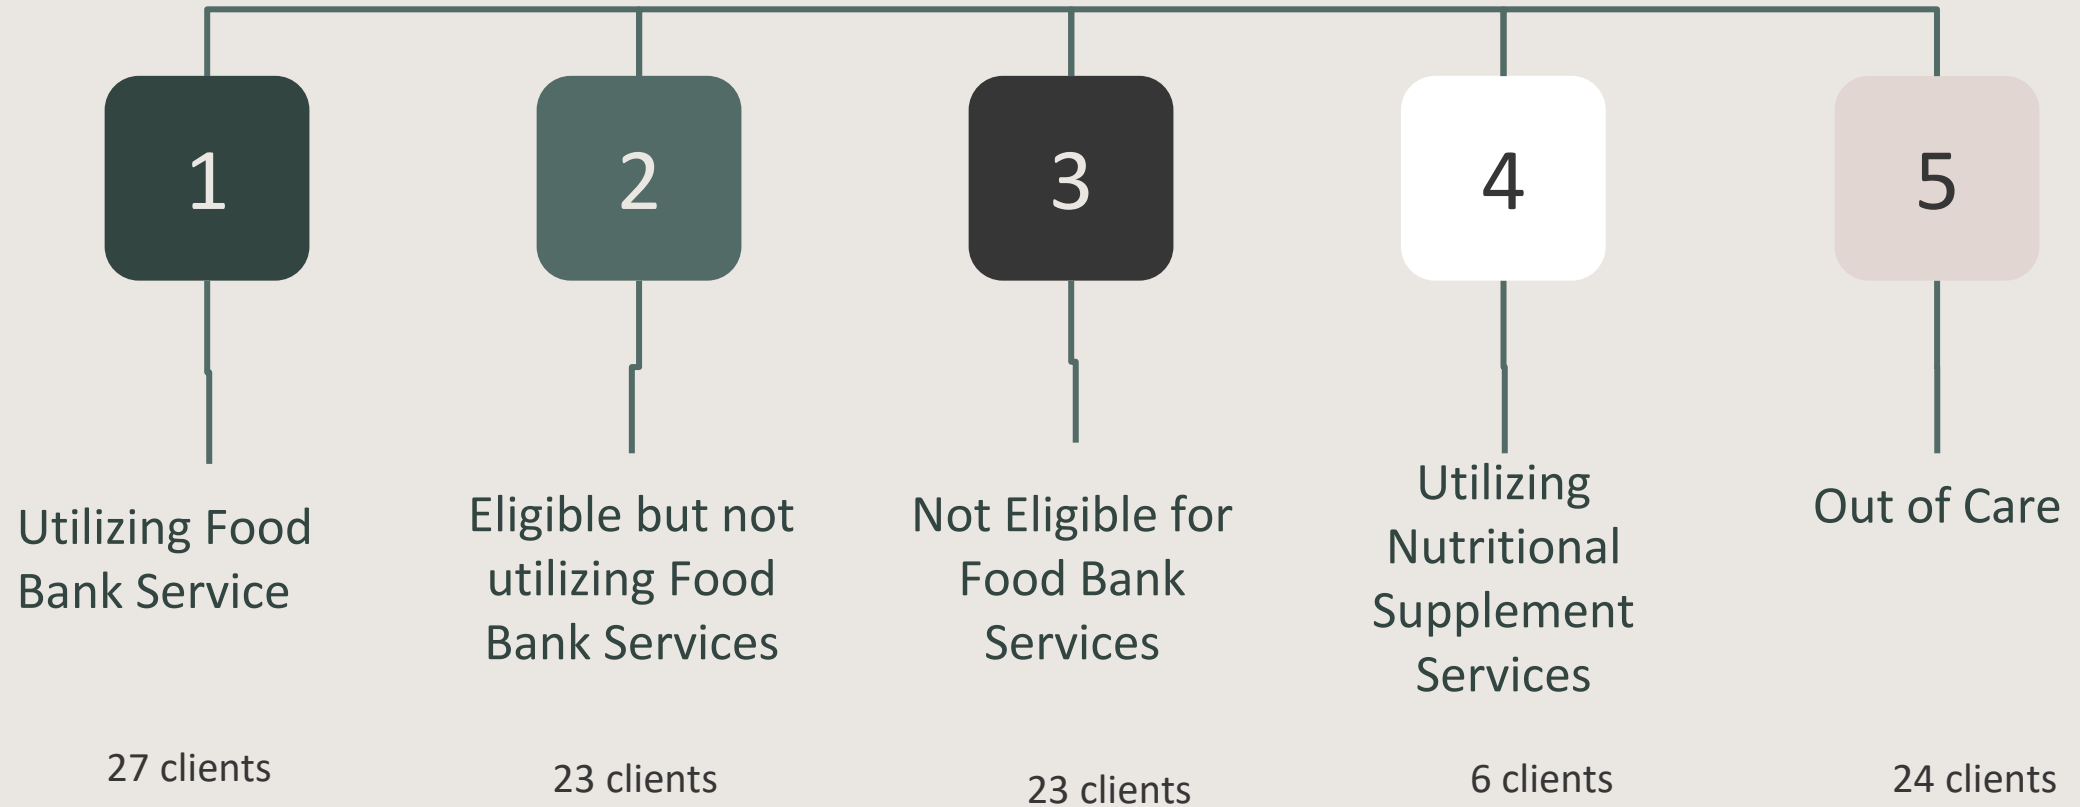 1
2
3
4
5
Utilizing Food
Bank Service
Eligible but not
utilizing Food
Bank Services
Not Eligible for
Food Bank
Services
Utilizing
Nutritional
Supplement
Services
Out of Care
27 clients
23 clients
23 clients
6 clients
24 clients